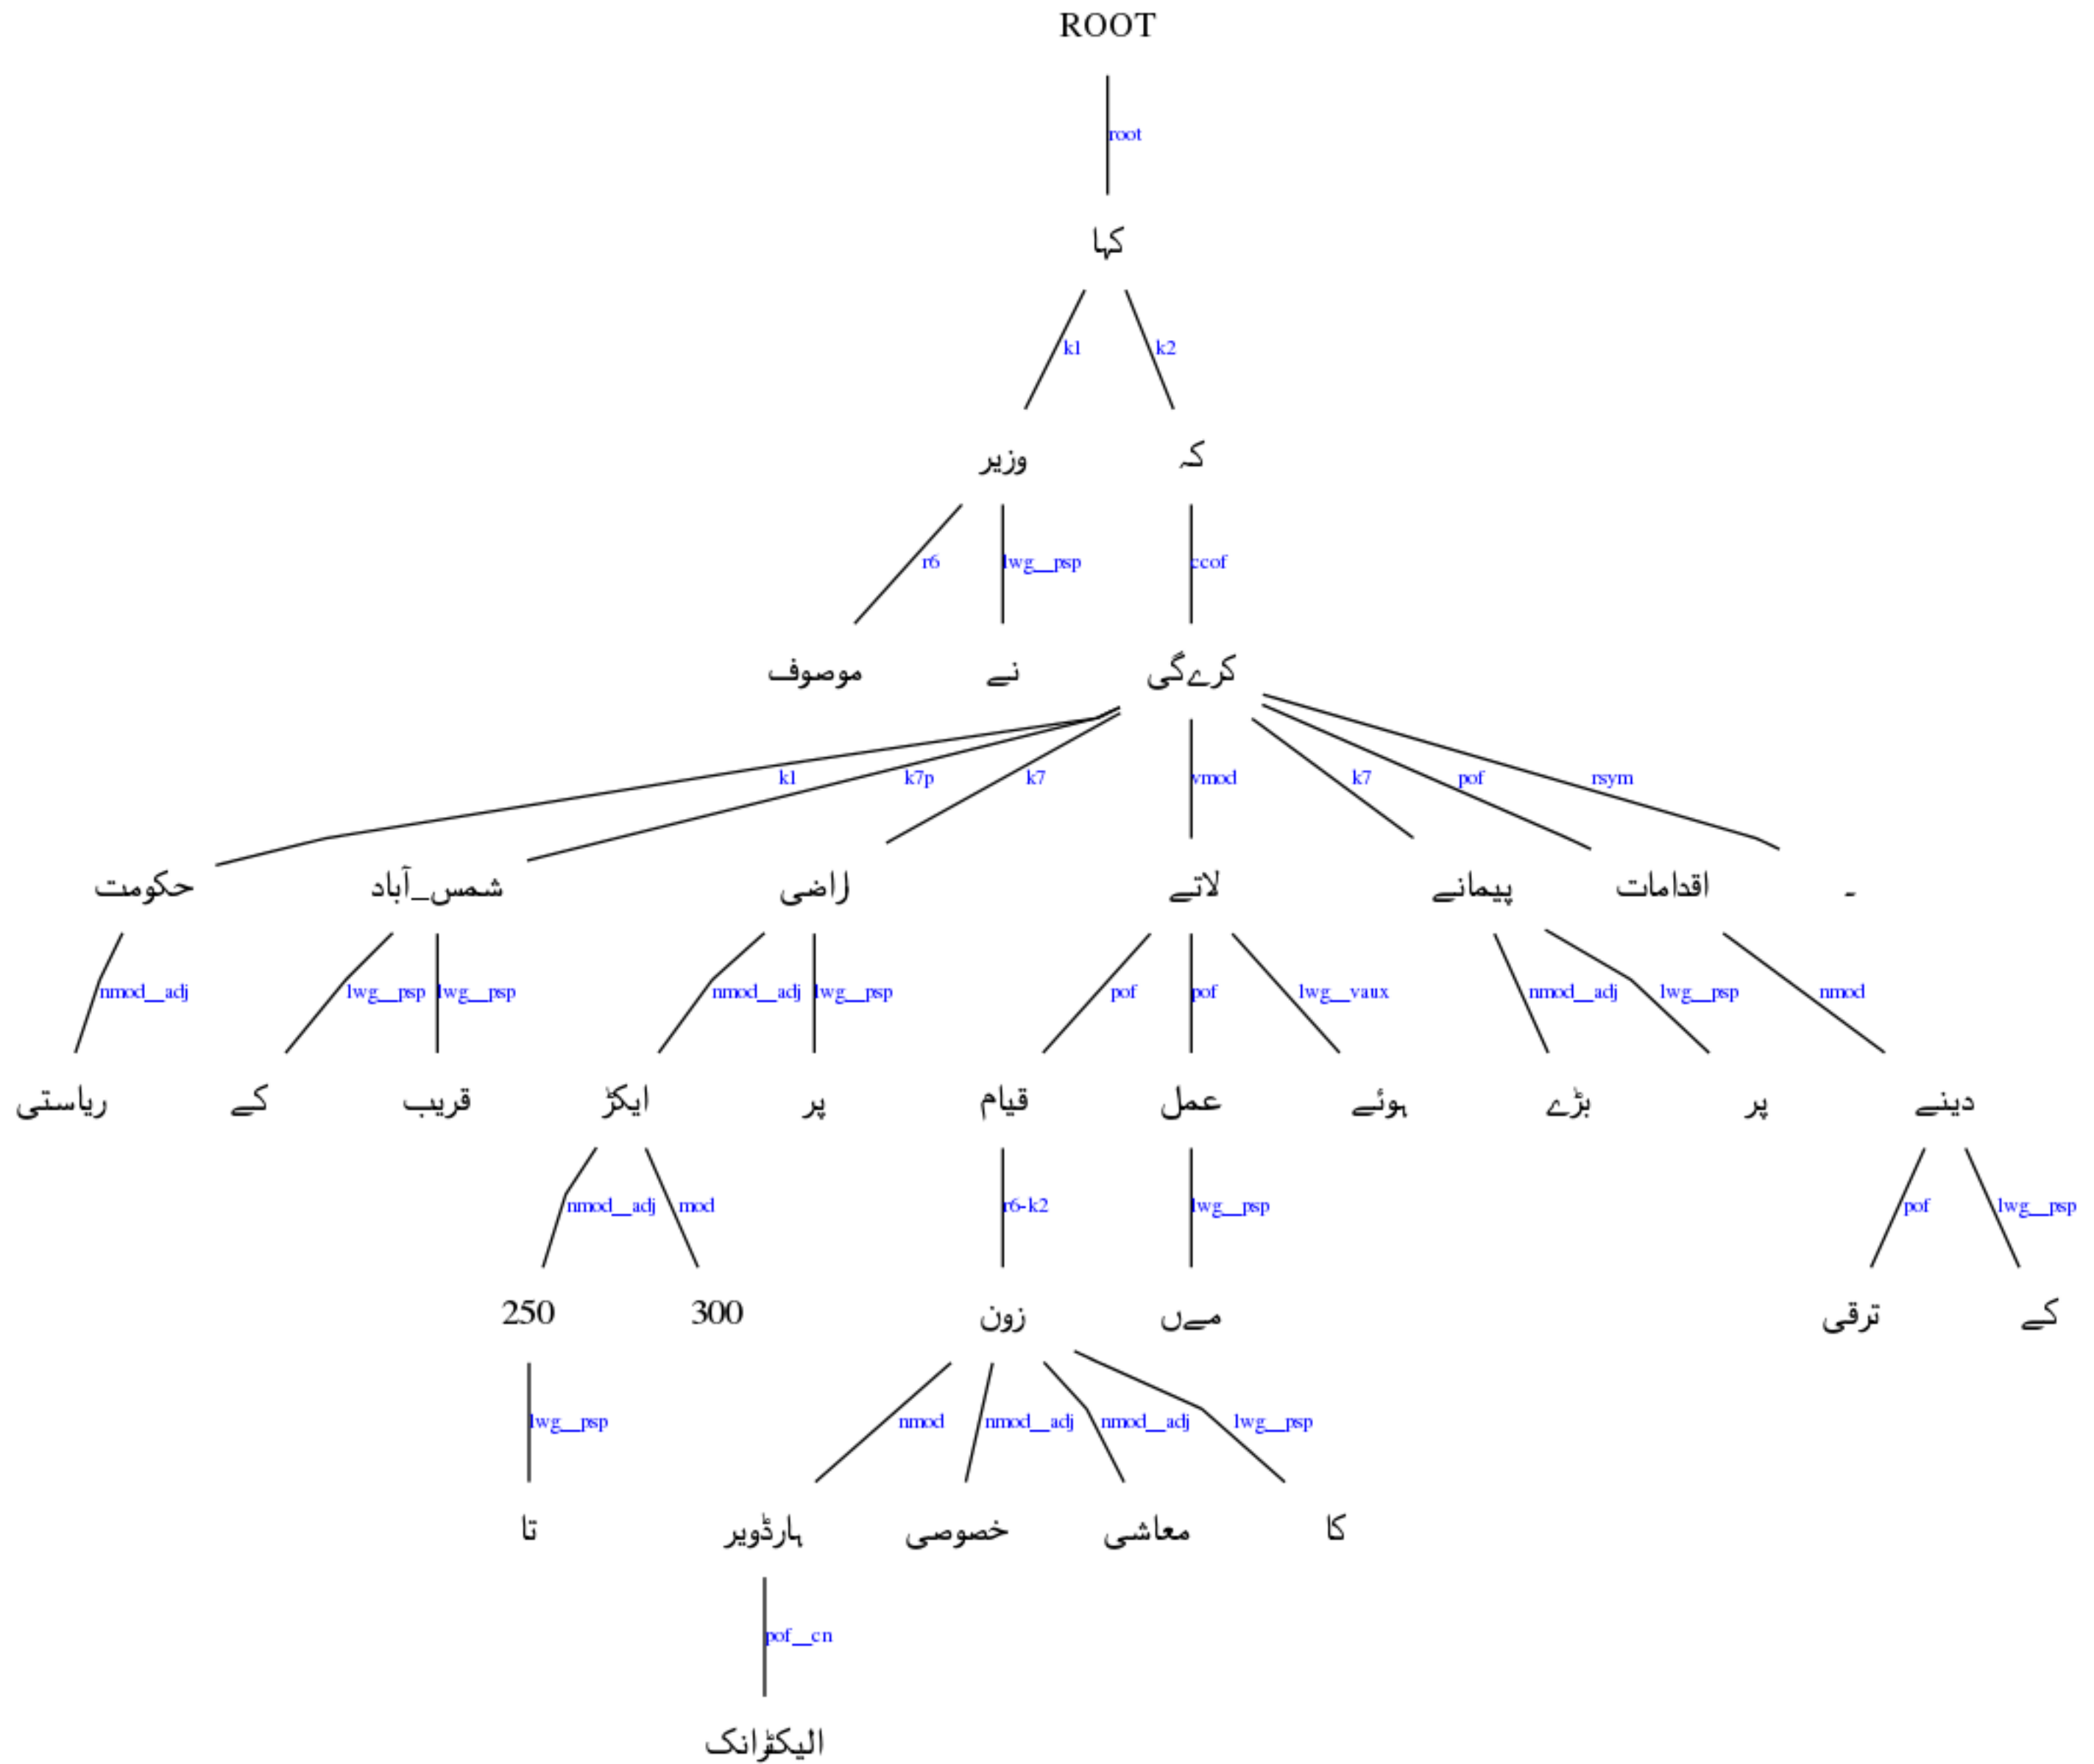 ROOT
root
کہا
k1 k2
وزیر کہ
r6 lwg__psp ccof
موصوف نے کرےگی
k1 k7p k7 vmod k7 pof rsym
حکومت شمس_آباد اراضی لاتے پیمانے اقدامات ۔
nmod__adj lwg__psp lwg__psp nmod__adj lwg__psp pof pof lwg__vaux nmod__adj lwg__psp nmod
ریاستی کے قریب ایکڑ پر قیام عمل ہوئے بڑے پر دینے
nmod__adj mod r6-k2 lwg__psp pof lwg__psp
250 300 زون مےں ترقی کے
lwg__psp nmod nmod__adj nmod__adj lwg__psp
تا ہارڈویر خصوصی معاشی کا
pof__cn
الیکٹرانک